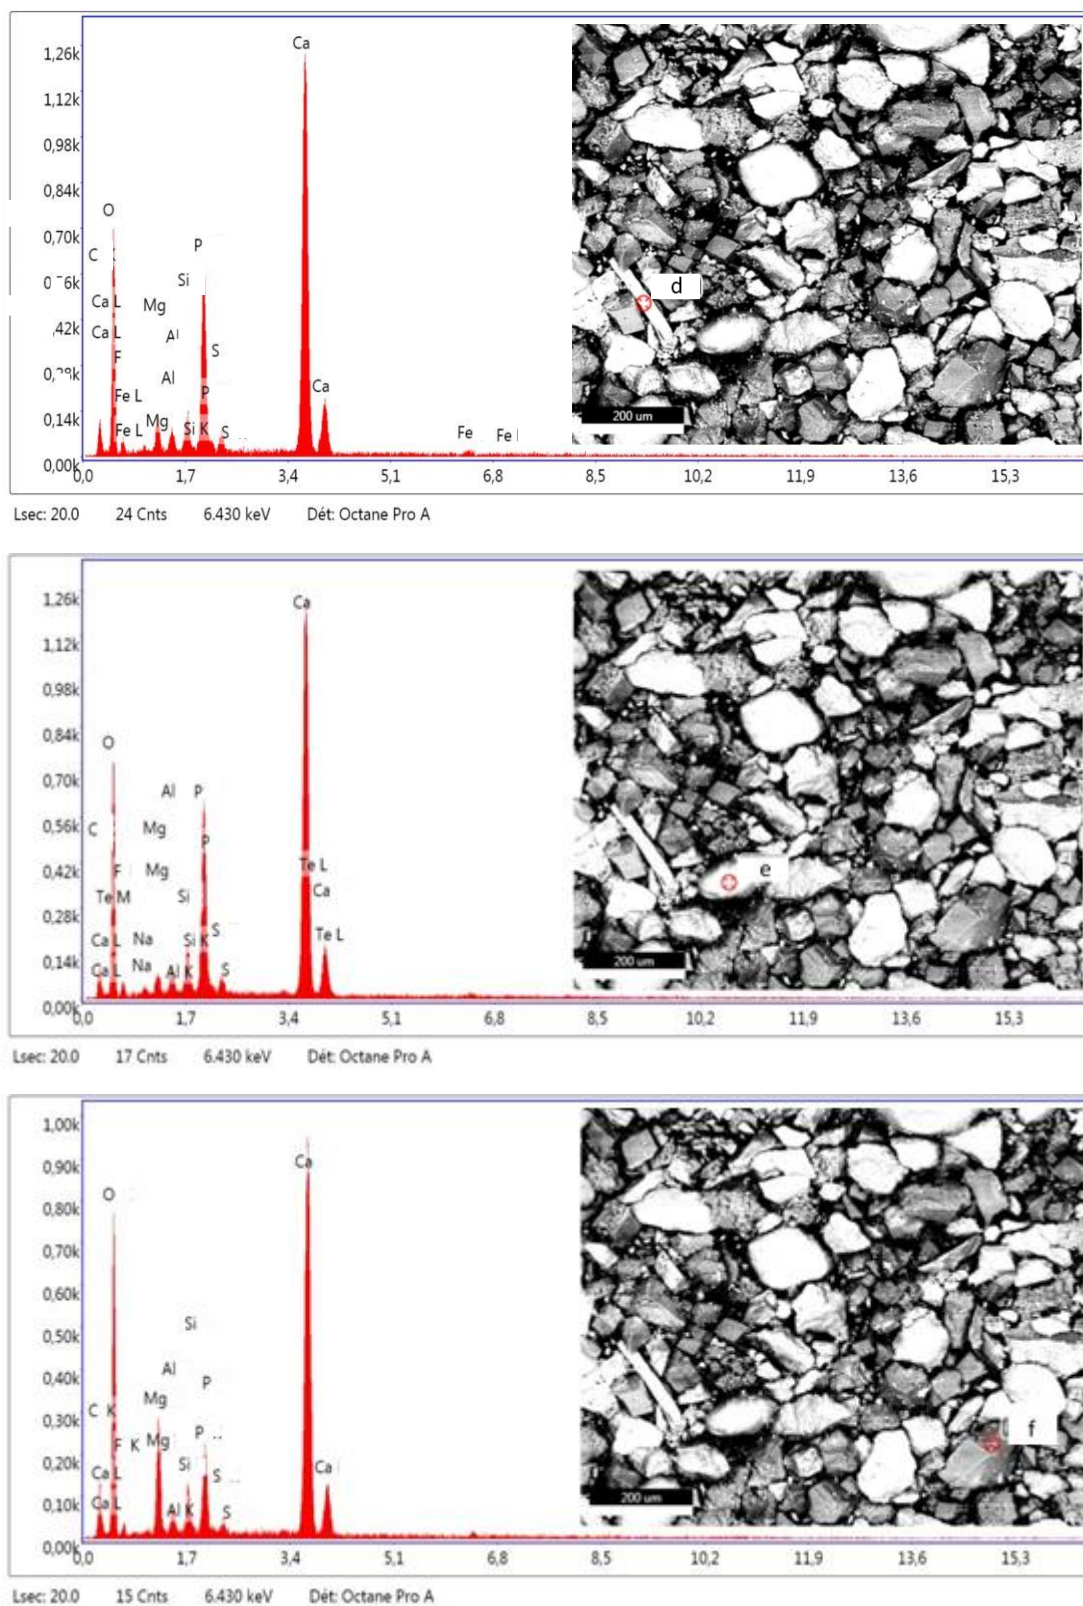 1,26k
Ca
1,12k
0,98k
0,84k
O
0,70k
P
C
Si
Ca L
Mg
d
,42k
Ca L
Al
F
S
Al
Ca
Fe L
P
0,14k
Mg
200 um
Fe L
Si K
S
Fe
Fe
0,00k
0,0 1,7 3,4 5,1 6,8 8,5 10,2 11,9 13,6 15,3
Lsec: 20.0 24 Cnts 6.430 keV Dét: Octane Pro A
1,26k
Ca
1,12k
0,98k
0,84k
O
0,70k
Al P
0,56k
C Mg
P
Te L
0,42k
F Mg
e
Te M Si Ca
0,28k
S
Ca L Na Si K Te L
0,14k
200 um
Ca L Na Al K S
0,00k
0,0 1,7 3,4 5,1 6,8 8,5 10,2 11,9 13,6 15,3
Lsec: 20.0 17 Cnts 6.430 keV Dét: Octane Pro A
1,00k
0,90k
Ca
O
0,80k
0,70k
0,60k
Si
0,50k
Al
0,40k
P
Mg
C K
0,30k
P
f
Mg
F K
Si Ca
0,20k
Ca L S
200 um
0,10k
Ca L Al K S
0,00k
0,0 1,7 3,4 5,1 6,8 8,5 10,2 11,9 13,6 15,3
Lsec: 20.0 15 Cnts 6.430 keV Dét: Octane Pro A